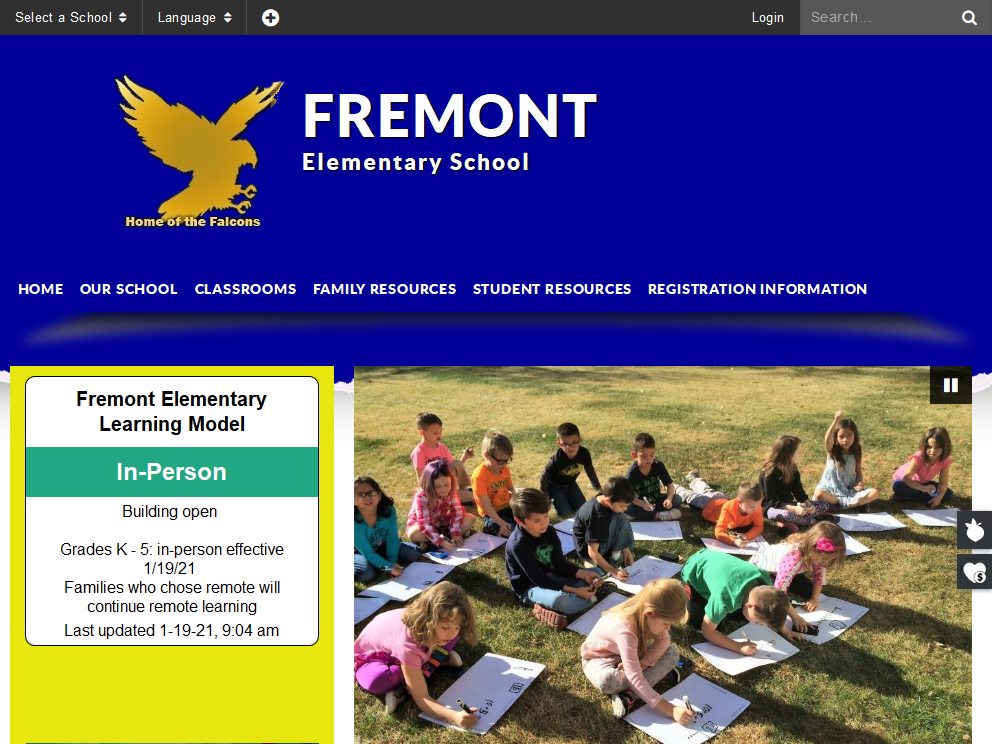 Select a School
Language
Login
Search...
FREMONT
Elementary School
Home of the Falcons
HOME
OUR SCHOOL
CLASSROOMS
FAMILY RESOURCES
STUDENT RESOURCES
REGISTRATION INFORMATION
Fremont Elementary
Learning Model
In-Person
Building open
Grades K - 5: in-person effective
1/19/21
Families who chose remote will
continue remote learning
Last updated 1-19-21, 9:04 am
$